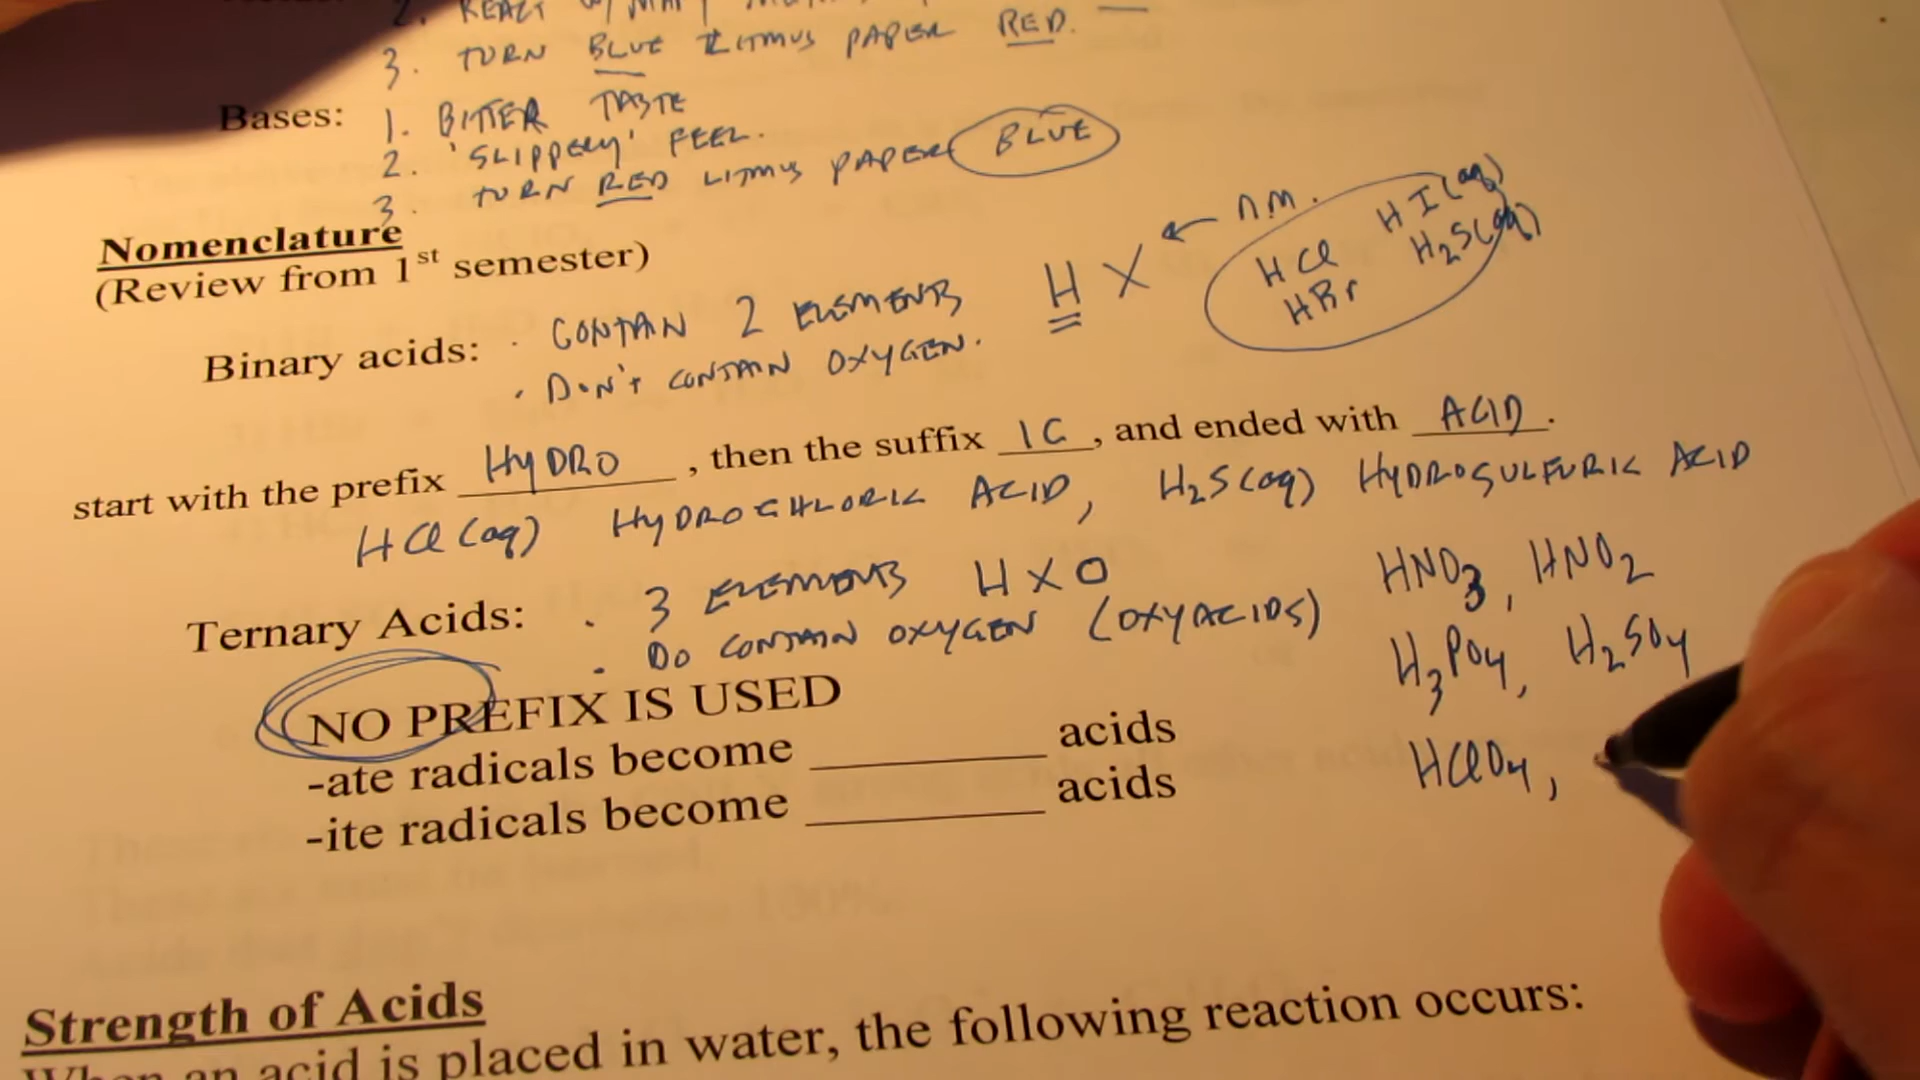 2. REACT W/
3. TURN BLUE LITMUS PAPER RED.
Bases: 1. BITTER TASTE
2. 'SLIPPERY' FEEL.
3. TURN RED LITMUS PAPER BLUE
Nomenclature
(Review from 1st semester)
Binary acids: · CONTAIN 2 ELEMENTS H X ← n.m. HCl HI(aq)
· DON'T CONTAIN OXYGEN. HBr H2S(aq)
start with the prefix HYDRO, then the suffix IC, and ended with ACID.
HCl(aq) HYDROCHLORIC ACID, H2S(aq) HYDROSULFURIC ACID
Ternary Acids: · 3 ELEMENTS H X O HNO3, HNO2
· DO CONTAIN OXYGEN (OXYACIDS) H3PO4, H2SO4
NO PREFIX IS USED
-ate radicals become ________ acids HClO4,
-ite radicals become ________ acids
Strength of Acids
When an acid is placed in water, the following reaction occurs: